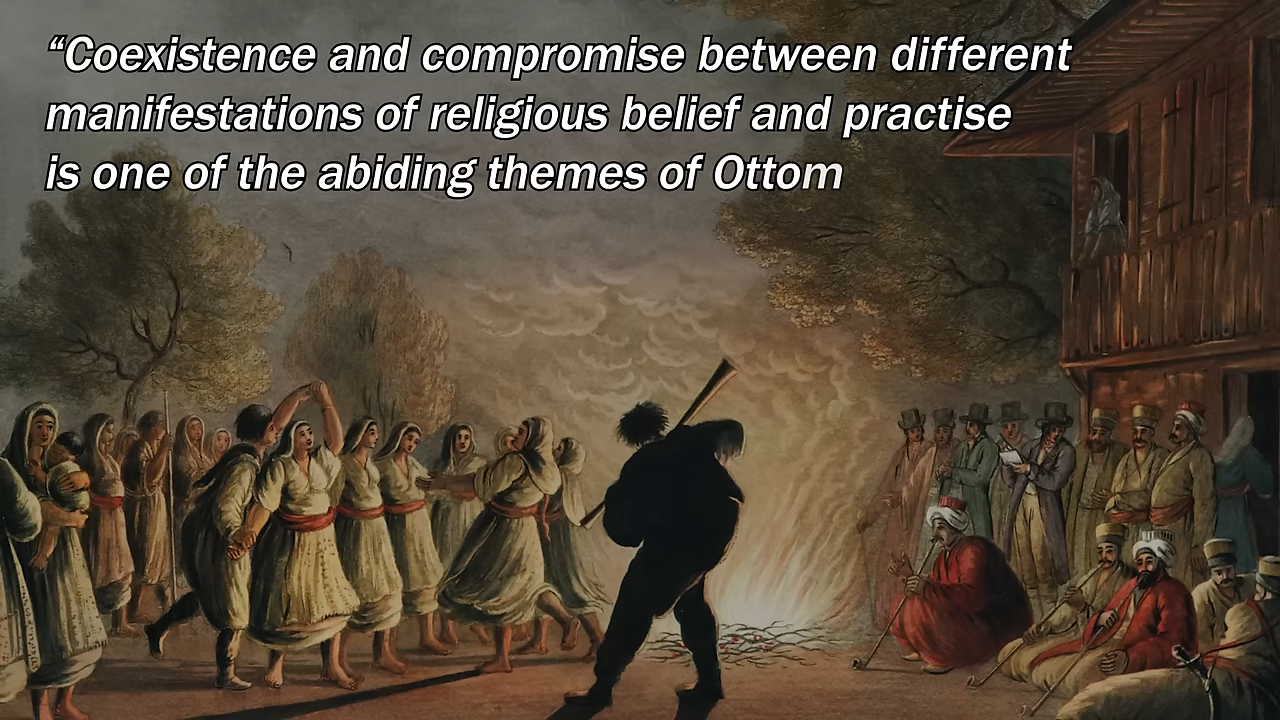 “Coexistence and compromise between different
manifestations of religious belief and practise
is one of the abiding themes of Ottom